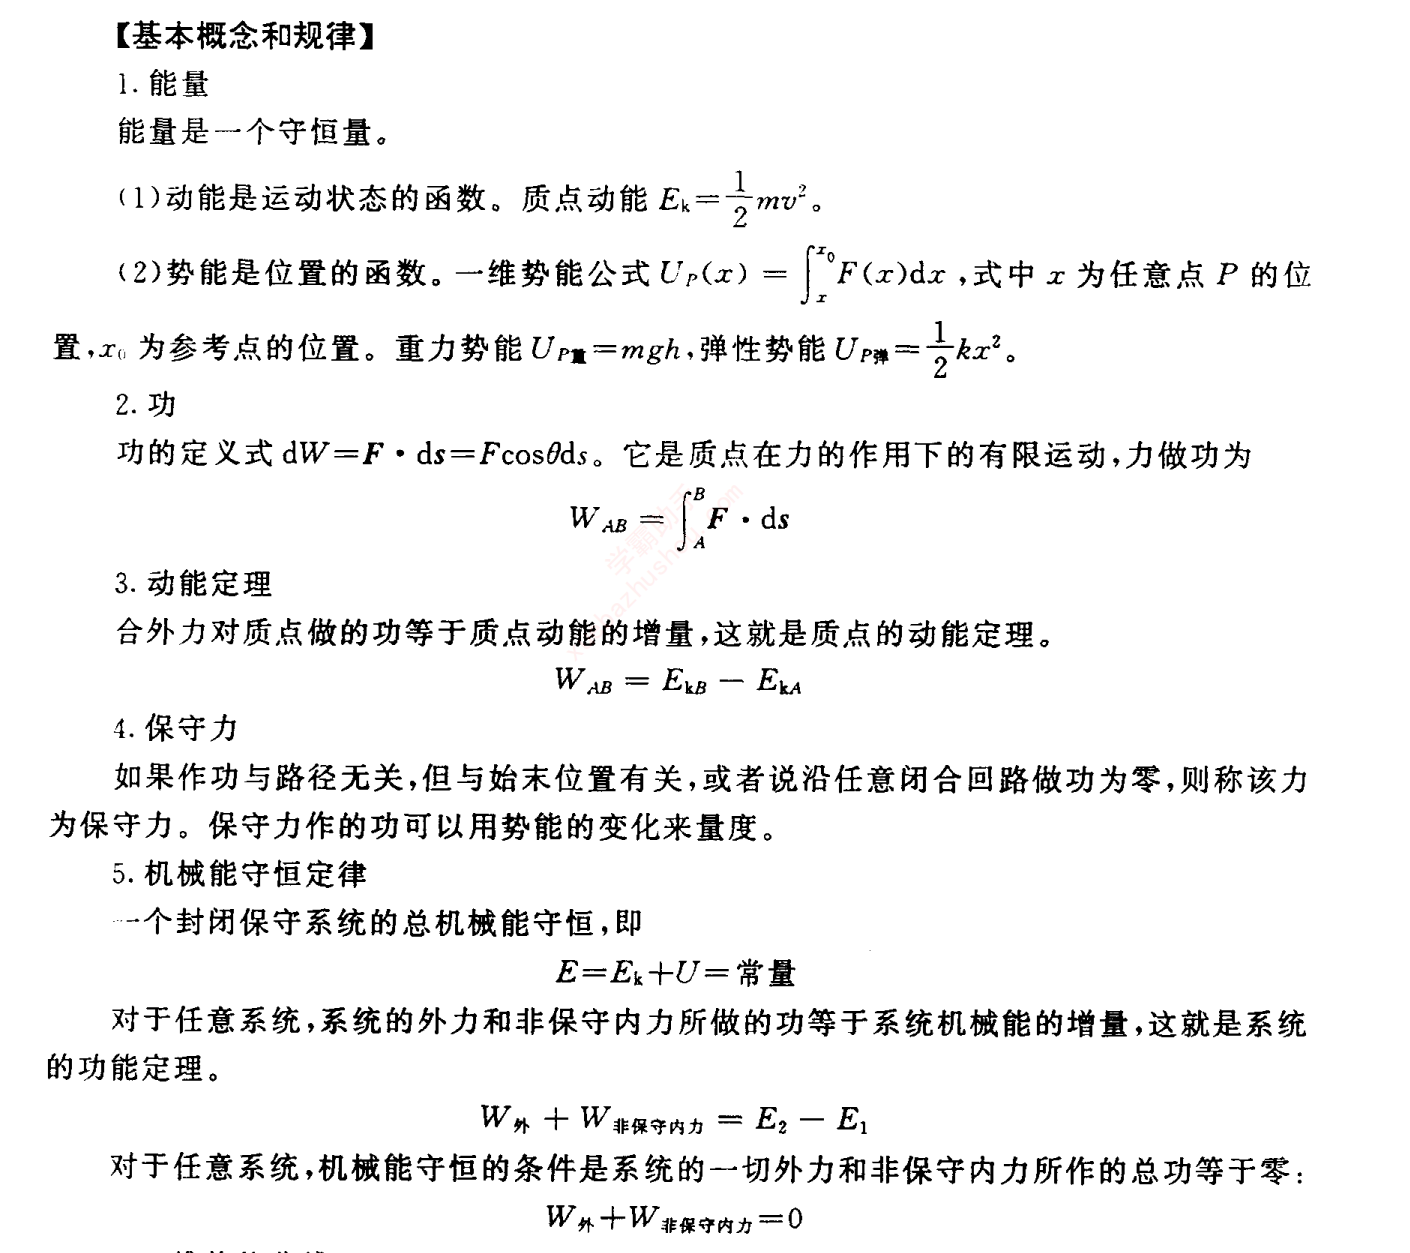 【基本概念和规律】
1. 能量
能量是一个守恒量。
(1)动能是运动状态的函数。质点动能 E_k=\frac{1}{2}mv^2。
(2)势能是位置的函数。一维势能公式 U_P(x) = \int_x^{x_0} F(x)dx ,式中 x 为任意点 P 的位
置,x_0 为参考点的位置。重力势能 U_{P重}=mgh,弹性势能 U_{P弹}=\frac{1}{2}kx^2。
2. 功
功的定义式 dW=F·ds=Fcosθds。它是质点在力的作用下的有限运动,力做功为
W_{AB} = \int_A^B F·ds
3. 动能定理
合外力对质点做的功等于质点动能的增量,这就是质点的动能定理。
W_{AB} = E_{kB} - E_{kA}
4. 保守力
如果作功与路径无关,但与始末位置有关,或者说沿任意闭合回路做功为零,则称该力
为保守力。保守力作的功可以用势能的变化来量度。
5. 机械能守恒定律
一个封闭保守系统的总机械能守恒,即
E=E_k+U=常量
对于任意系统,系统的外力和非保守内力所做的功等于系统机械能的增量,这就是系统
的功能定理。
W_外 + W_{非保守内力} = E_2 - E_1
对于任意系统,机械能守恒的条件是系统的一切外力和非保守内力所作的总功等于零:
W_外+W_{非保守内力}=0